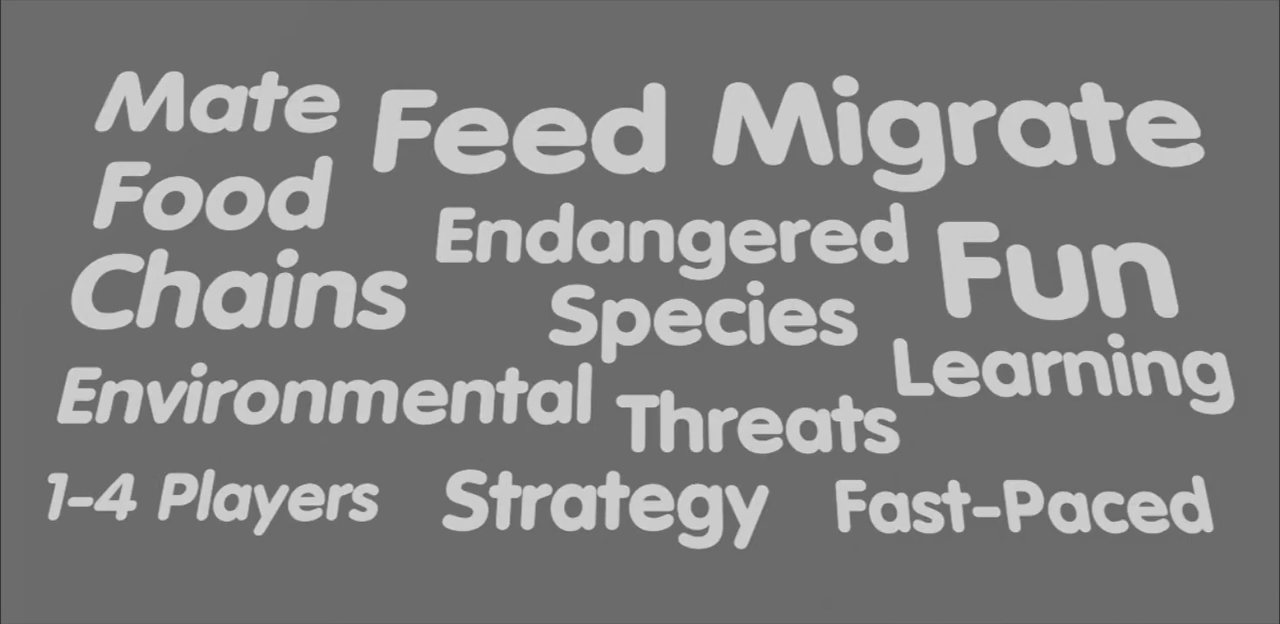 Mate Feed Migrate
Food
Chains
Endangered
Species
Fun
Learning
Environmental Threats
1-4 Players Strategy Fast-Paced